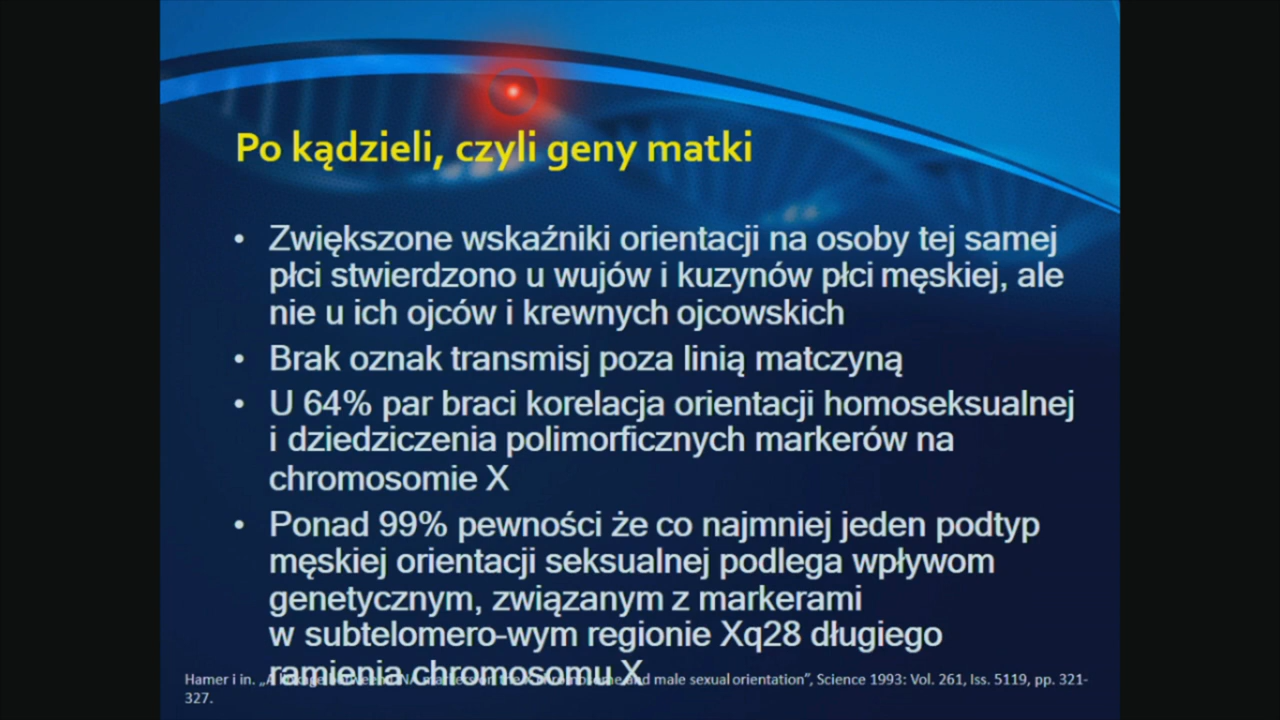 Po kądzieli, czyli geny matki
• Zwiększone wskaźniki orientacji na osoby tej samej
płci stwierdzono u wujów i kuzynów płci męskiej, ale
nie u ich ojców i krewnych ojcowskich
• Brak oznak transmisj poza linią matczyną
• U 64% par braci korelacja orientacji homoseksualnej
i dziedziczenia polimorficznych markerów na
chromosomie X
• Ponad 99% pewności że co najmniej jeden podtyp
męskiej orientacji seksualnej podlega wpływom
genetycznym, związanym z markerami
w subtelomero-wym regionie Xq28 długiego
ramienia chromosomu X
Hamer i in. „A linkage between DNA markers on the X chromosome and male sexual orientation”, Science 1993: Vol. 261, Iss. 5119, pp. 321-
327.